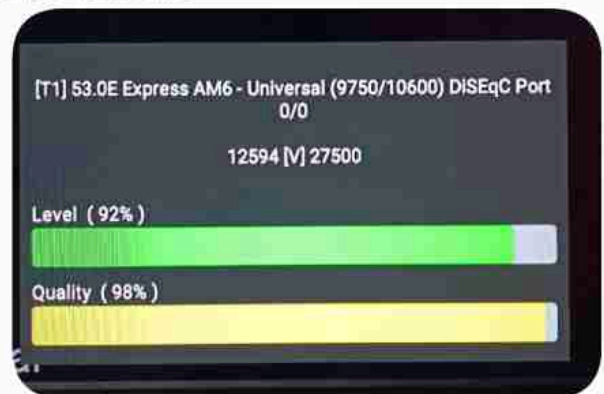 [T1] 53.0E Express AM6 - Universal (9750/10600) DiSEqC Port
0/0
12594 [V] 27500
Level ( 92% )
Quality ( 98% )